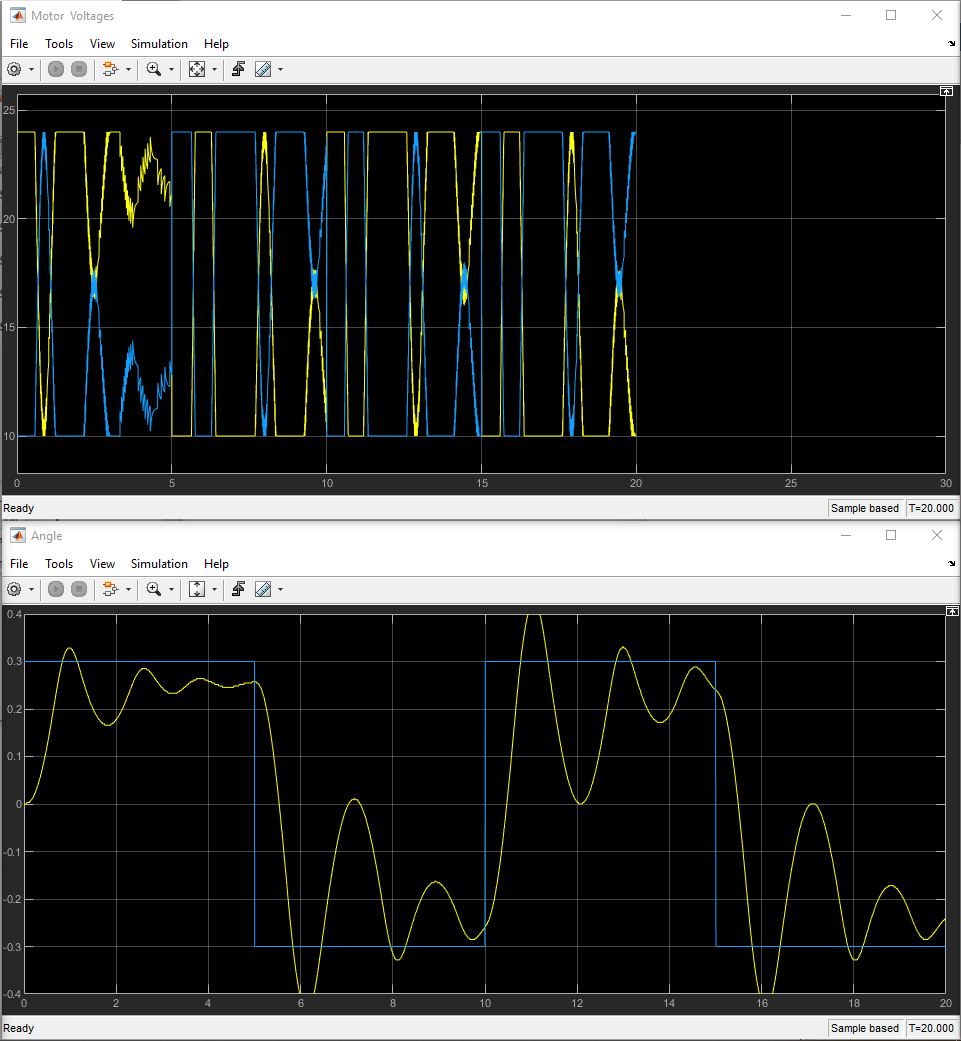 Motor Voltages
File Tools View Simulation Help
25
20
15
10
0 5 10 15 20 25 30
Ready Sample based T=20.000
Angle
File Tools View Simulation Help
0.4
0.3
0.2
0.1
0
-0.1
-0.2
-0.3
-0.4
0 2 4 6 8 10 12 14 16 18 20
Ready Sample based T=20.000